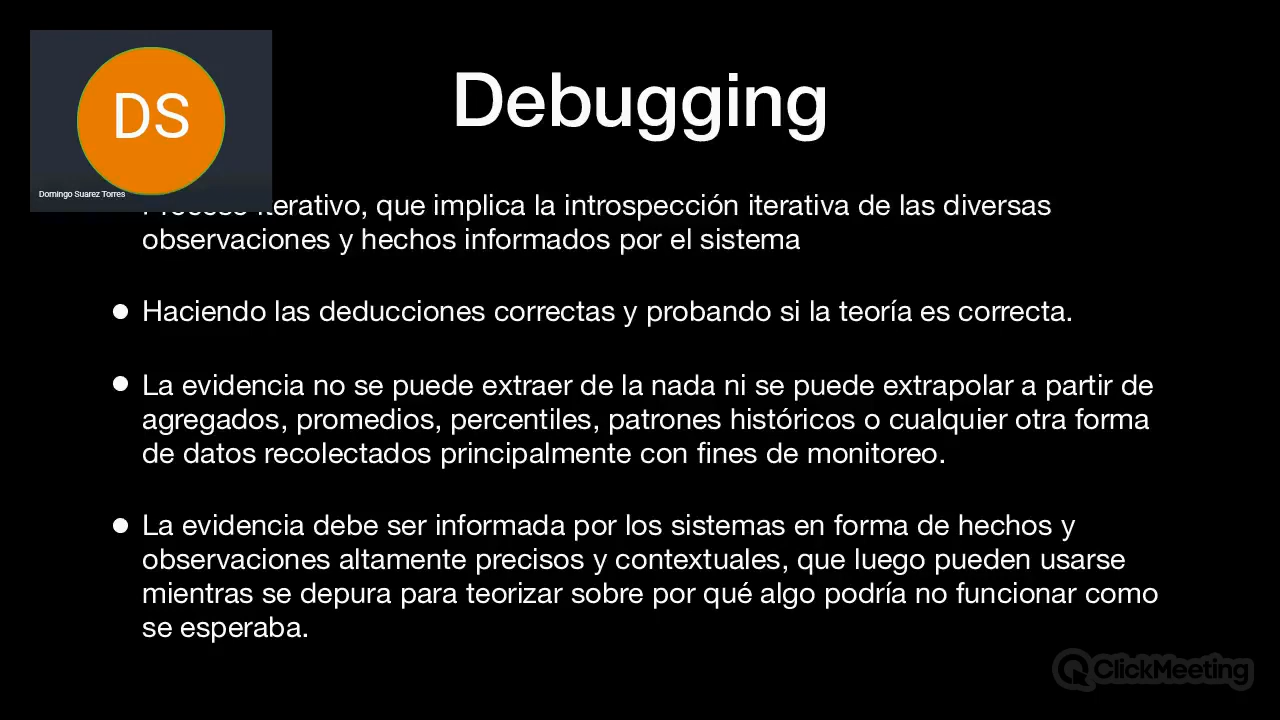 DS
Domingo Suarez Torres
Debugging
iterativo, que implica la introspección iterativa de las diversas
observaciones y hechos informados por el sistema
Haciendo las deducciones correctas y probando si la teoría es correcta.
La evidencia no se puede extraer de la nada ni se puede extrapolar a partir de
agregados, promedios, percentiles, patrones históricos o cualquier otra forma
de datos recolectados principalmente con fines de monitoreo.
La evidencia debe ser informada por los sistemas en forma de hechos y
observaciones altamente precisos y contextuales, que luego pueden usarse
mientras se depura para teorizar sobre por qué algo podría no funcionar como
se esperaba.
ClickMeeting